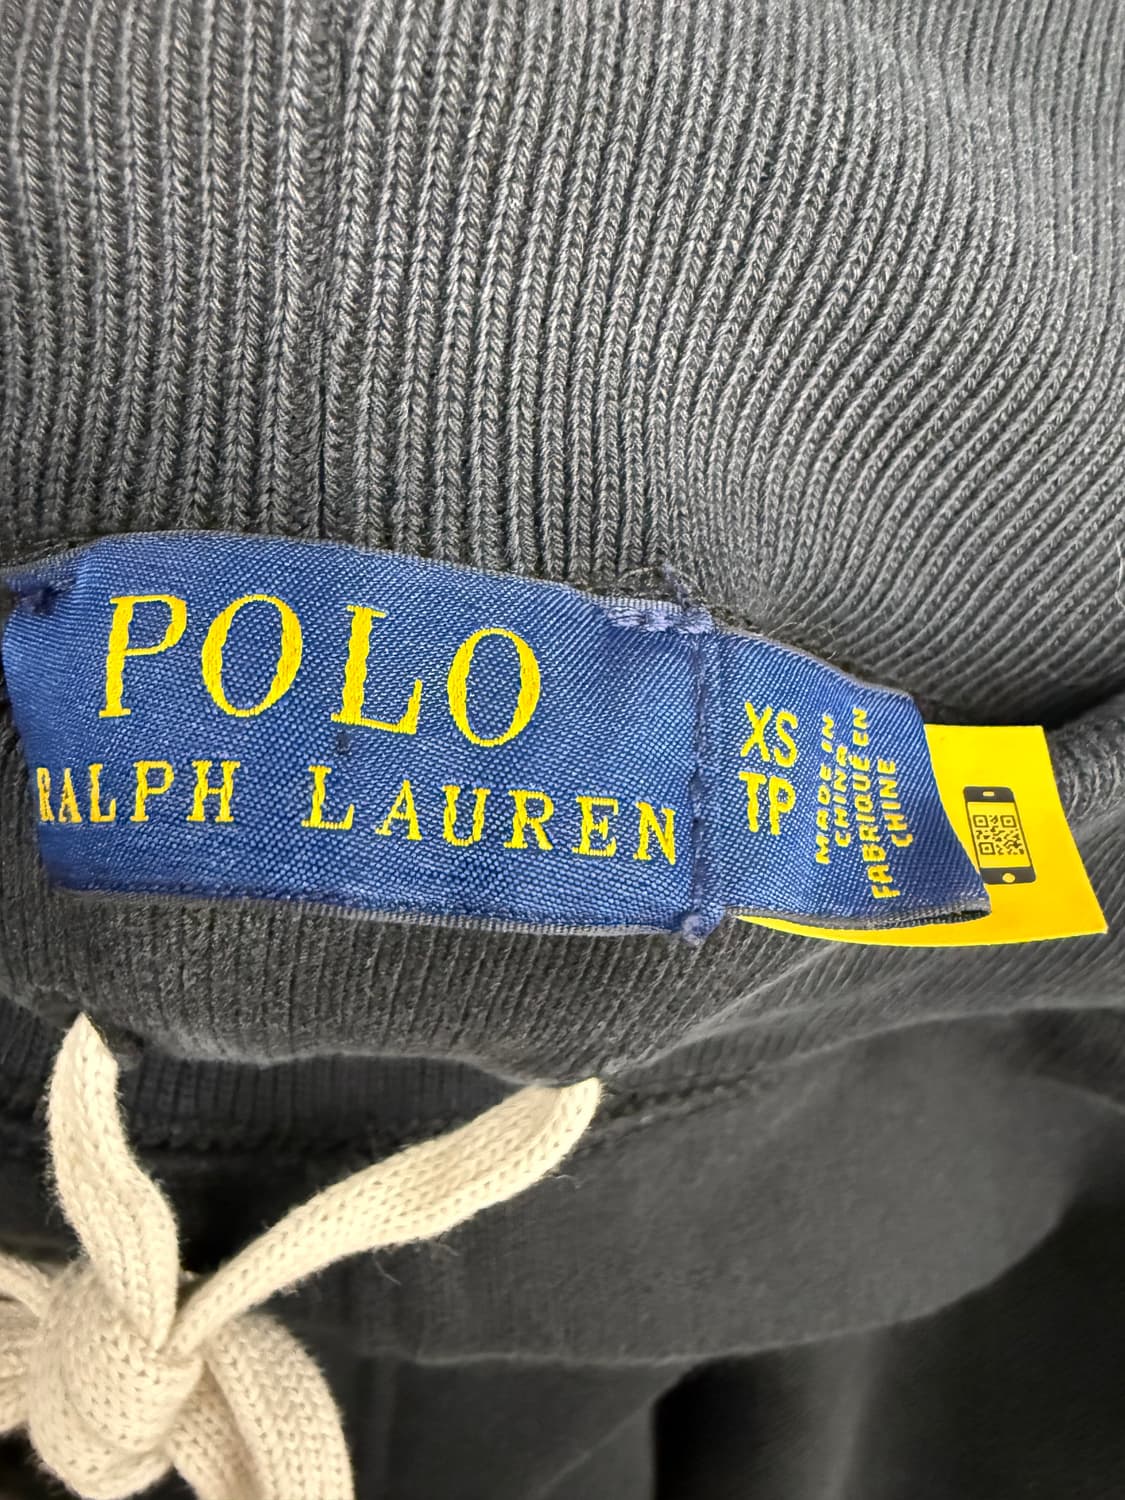 POLO
RALPH LAUREN
XS
TP
MADE IN
CHINA
FABRIQUÉ EN
CHINE